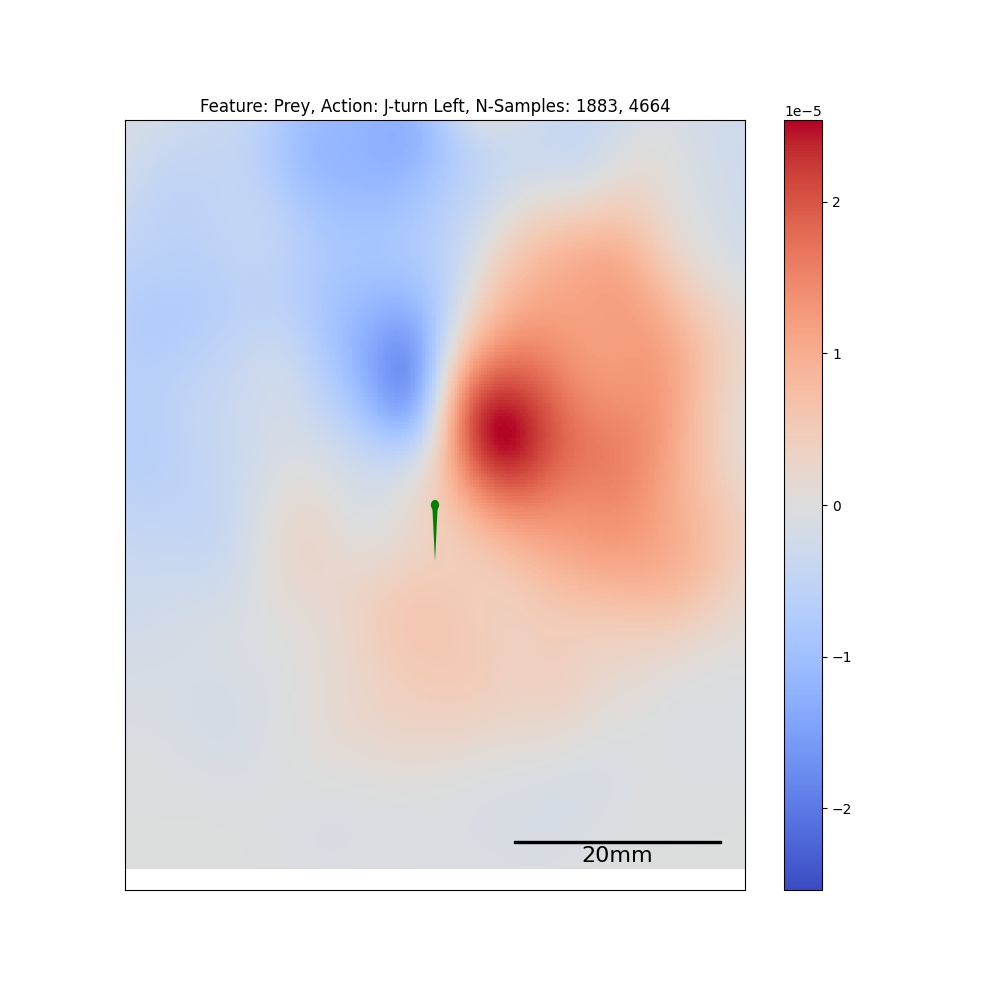 Feature: Prey, Action: J-turn Left, N-Samples: 1883, 4664
1e−5
2
1
0
−1
−2
20mm